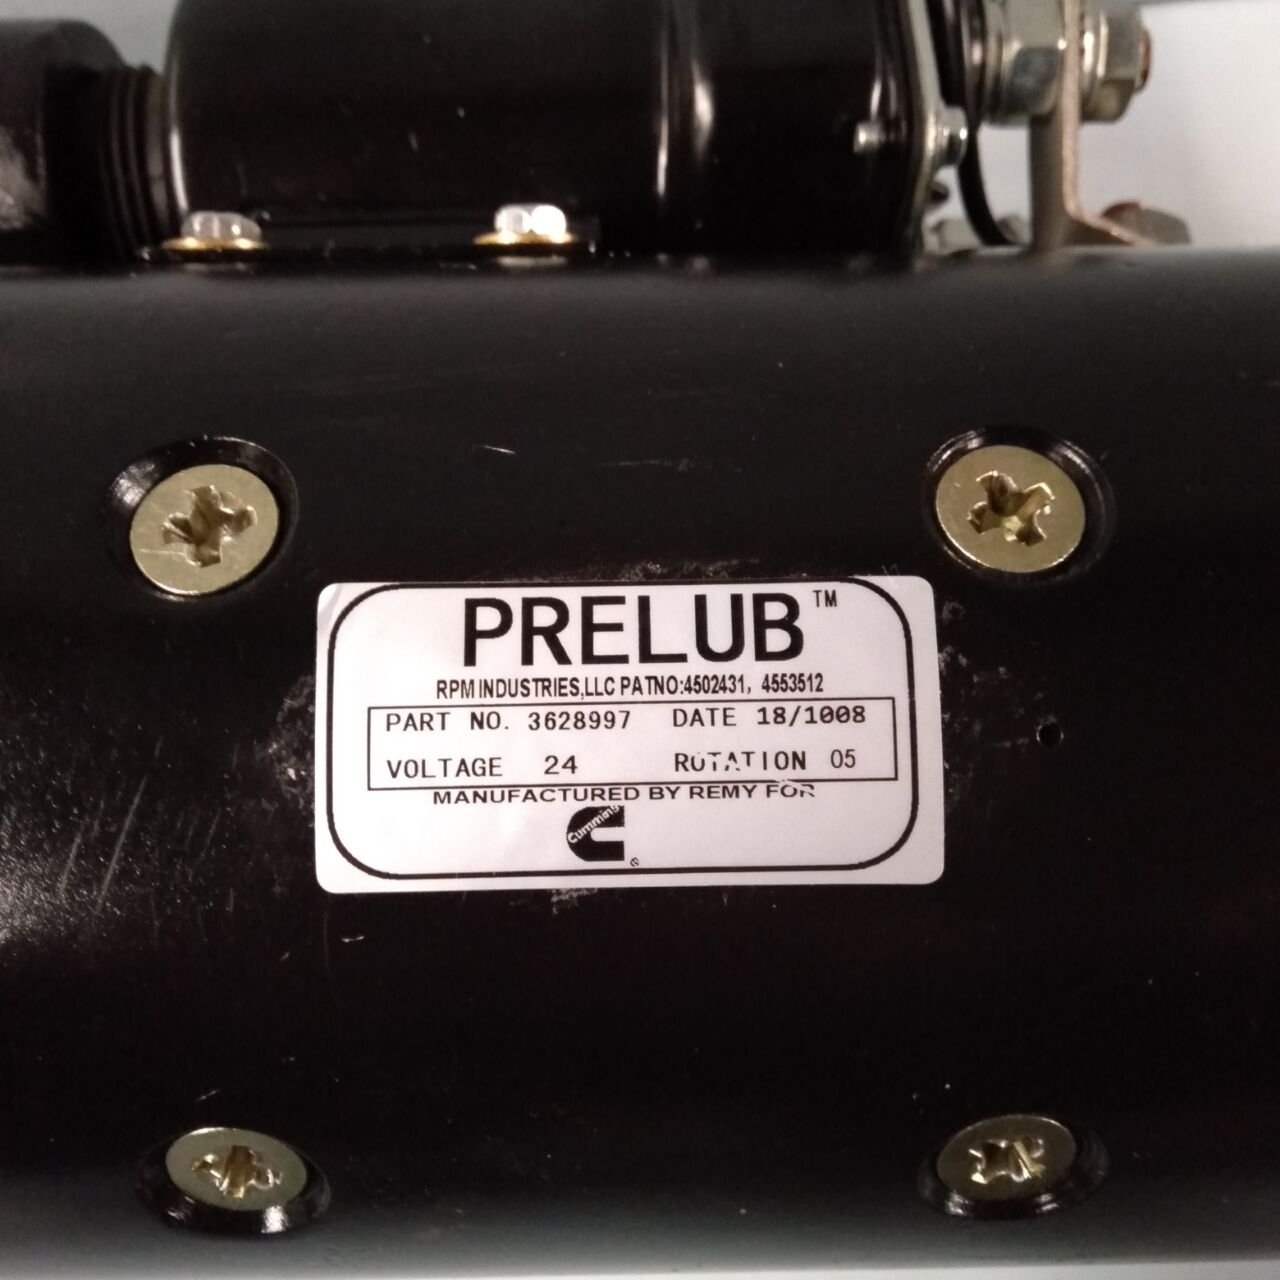 PRELUB™
RPM INDUSTRIES,LLC PATNO:4502431, 4553512
PART NO. 3628997 DATE 18/1008
VOLTAGE 24 ROTATION 05
MANUFACTURED BY REMY FOR
Cummins
®